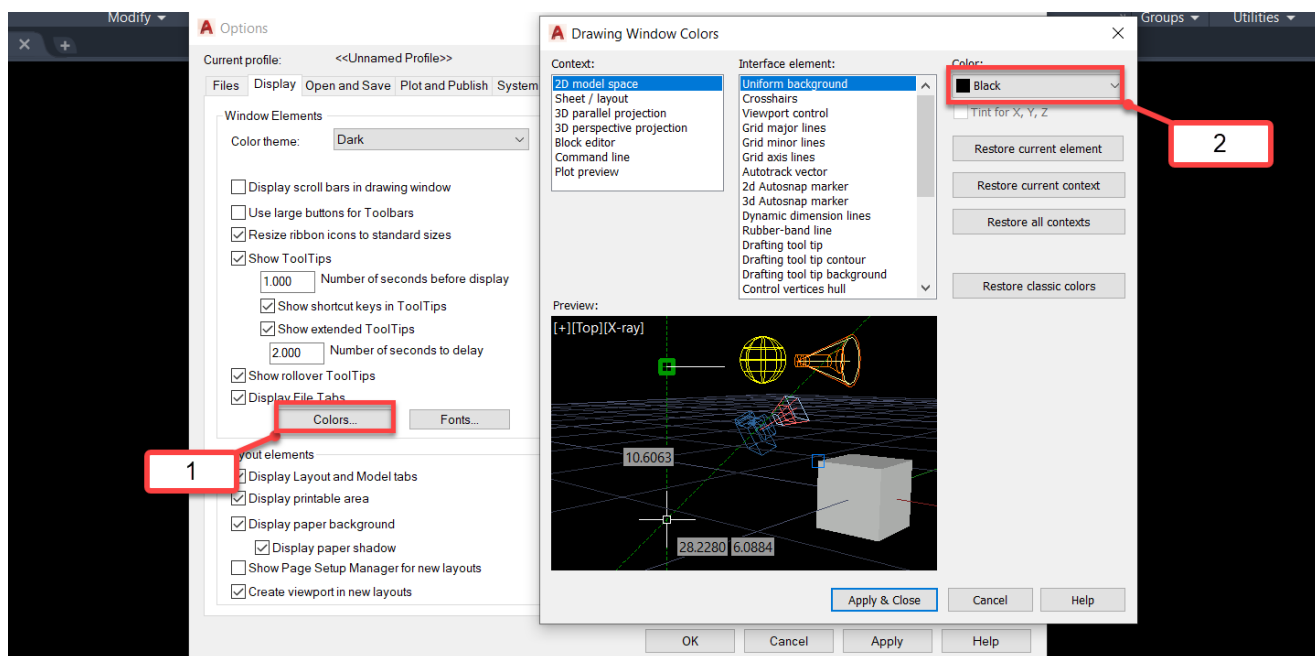 Modify
Groups
Utilities
A Options
Current profile: <<Unnamed Profile>>
Files Display Open and Save Plot and Publish System
Window Elements
Color theme: Dark
Display scroll bars in drawing window
Use large buttons for Toolbars
Resize ribbon icons to standard sizes
Show ToolTips
1.000 Number of seconds before display
Show shortcut keys in ToolTips
Show extended ToolTips
2.000 Number of seconds to delay
Show rollover ToolTips
Display File Tabs
Colors... Fonts...
1
yout elements
Display Layout and Model tabs
Display printable area
Display paper background
Display paper shadow
Show Page Setup Manager for new layouts
Create viewport in new layouts
OK Cancel Apply Help
A Drawing Window Colors
Context:
2D model space
Sheet / layout
3D parallel projection
3D perspective projection
Block editor
Command line
Plot preview
Interface element:
Uniform background
Crosshairs
Viewport control
Grid major lines
Grid minor lines
Grid axis lines
Autotrack vector
2d Autosnap marker
3d Autosnap marker
Dynamic dimension lines
Rubber-band line
Drafting tool tip
Drafting tool tip contour
Drafting tool tip background
Control vertices hull
Color:
Black
Tint for X, Y, Z
2
Restore current element
Restore current context
Restore all contexts
Restore classic colors
Preview:
[+][Top][X-ray]
10.6063
28.2280 6.0884
Apply & Close Cancel Help